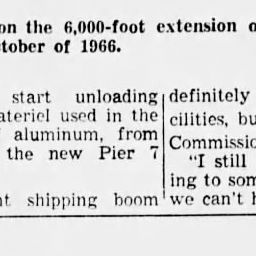 on the 6,000-foot extension o
tober of 1966.
start unloading
ateriel used in the
aluminum, from
the new Pier 7
t shipping boom
definitely
cilities, bu
Commissio
"I still
ing to som
we can't h